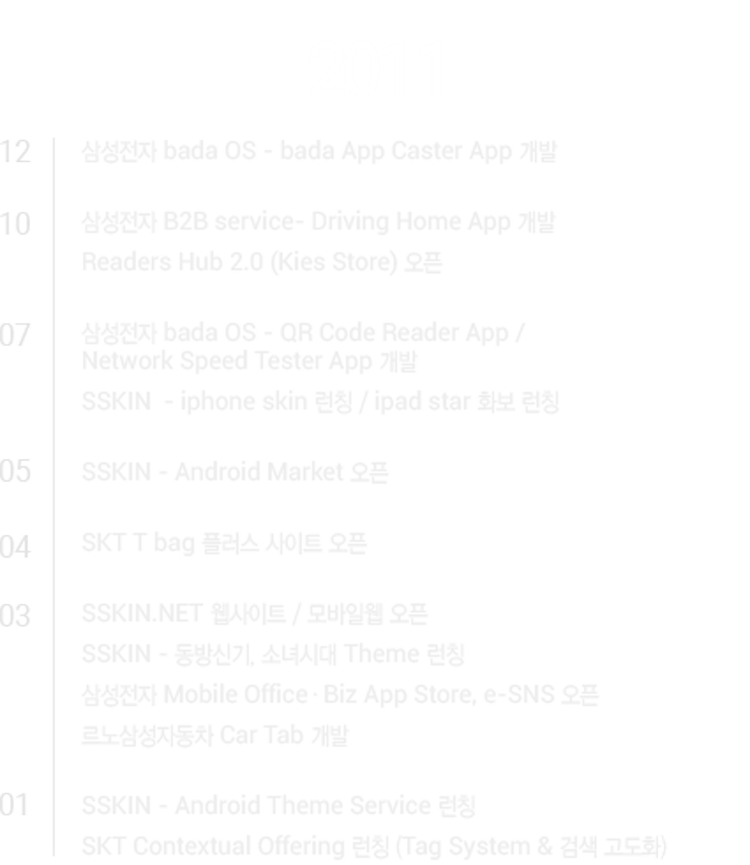 12 삼성전자 bada OS - bada App Caster App 개발
10 삼성전자 B2B service- Driving Home App 개발
Readers Hub 2.0 (Kies Store) 오픈
07 삼성전자 bada OS - QR Code Reader App /
Network Speed Tester App 개발
SSKIN - iphone skin 런칭 / ipad star 화보 런칭
05 SSKIN - Android Market 오픈
04 SKT T bag 플러스 사이트 오픈
03 SSKIN.NET 웹사이트 / 모바일웹 오픈
SSKIN - 동방신기, 소녀시대 Theme 런칭
삼성전자 Mobile Office · Biz App Store, e-SNS 오픈
르노삼성자동차 Car Tab 개발
01 SSKIN - Android Theme Service 런칭
SKT Contextual Offering 런칭 (Tag System & 검색 고도화)